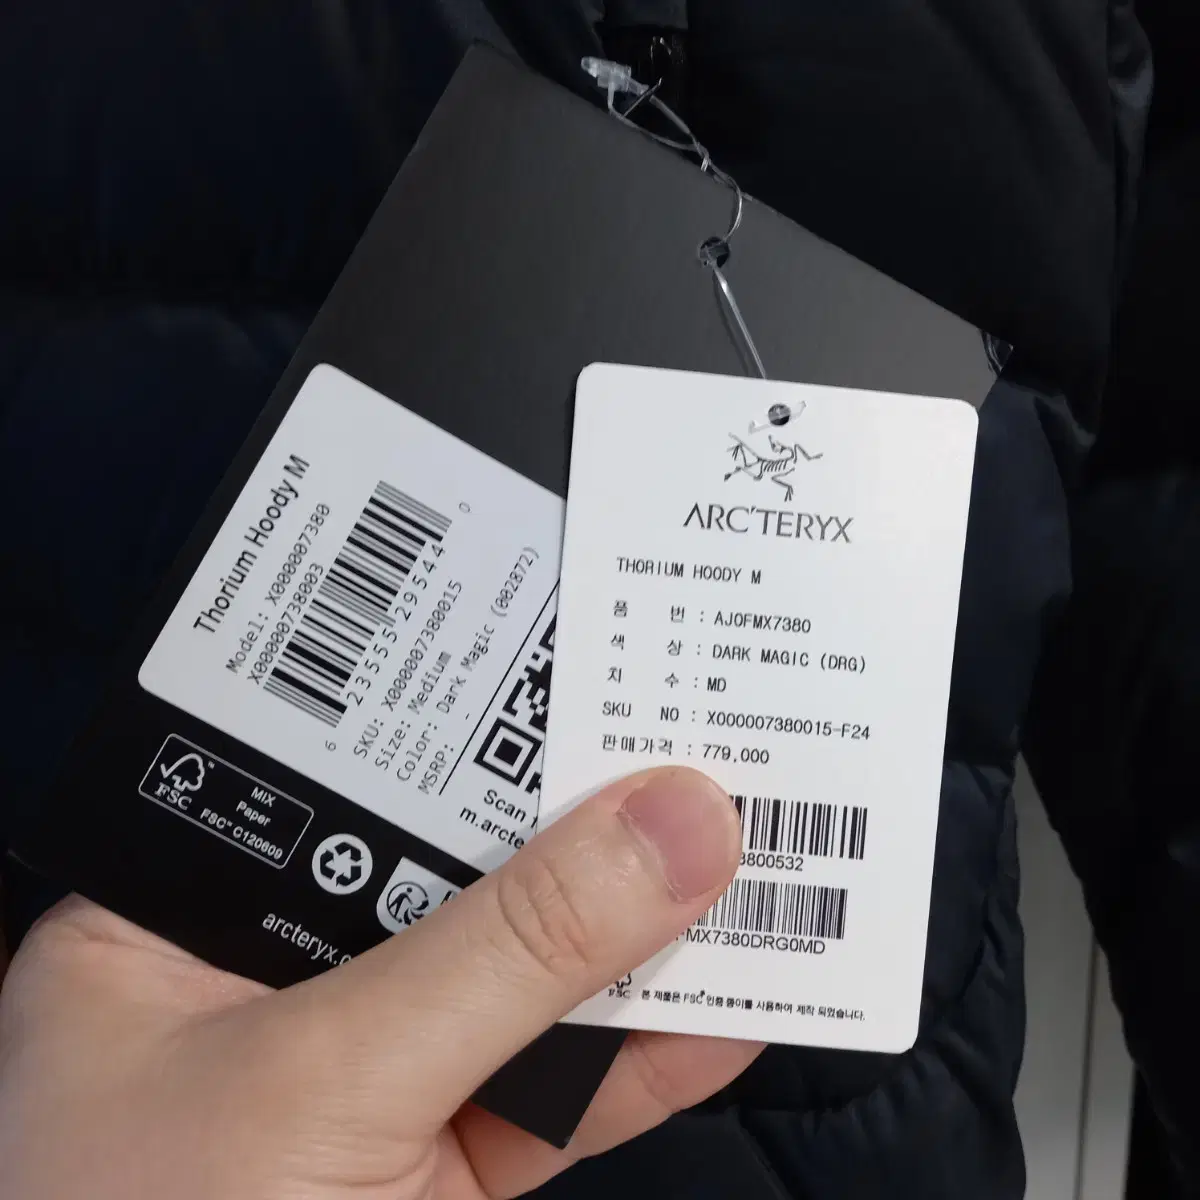 Thorium Hoody M
Model: X000007380
X00000738003
6 23555 29544 0
SKU: X000007380015
Size: Medium
Color: Dark Magic (002872)
MSRP: -
Scan
m.arcte
FSC
MIX
Paper
FSC™ C120609
arcteryx.c
ARC'TERYX
THORIUM HOODY M
품 번 : AJOFMX7380
색 상 : DARK MAGIC (DRG)
치 수 : MD
SKU NO : X000007380015-F24
판매가격 : 779,000
3800532
FMX7380DRG0MD
FSC 본 제품은 FSC® 인증 종이를 사용하여 제작 되었습니다.